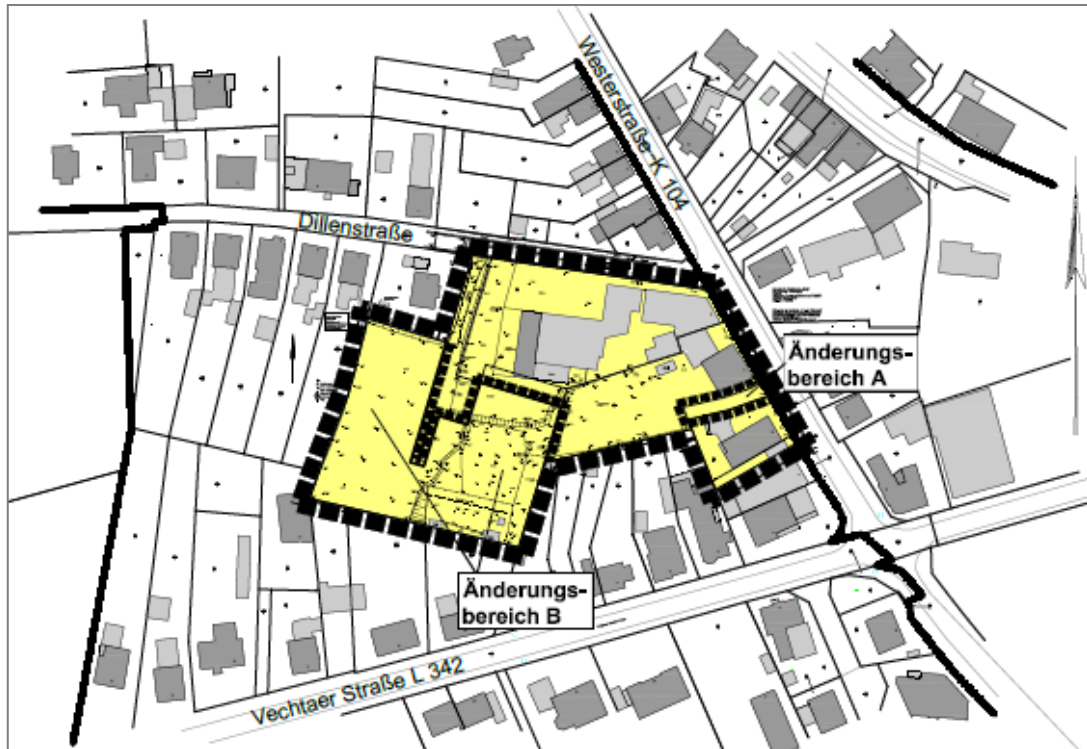 Westerstraße K 104
Dillenstraße
Änderungs-
bereich A
Änderungs-
bereich B
Vechtaer Straße L 342